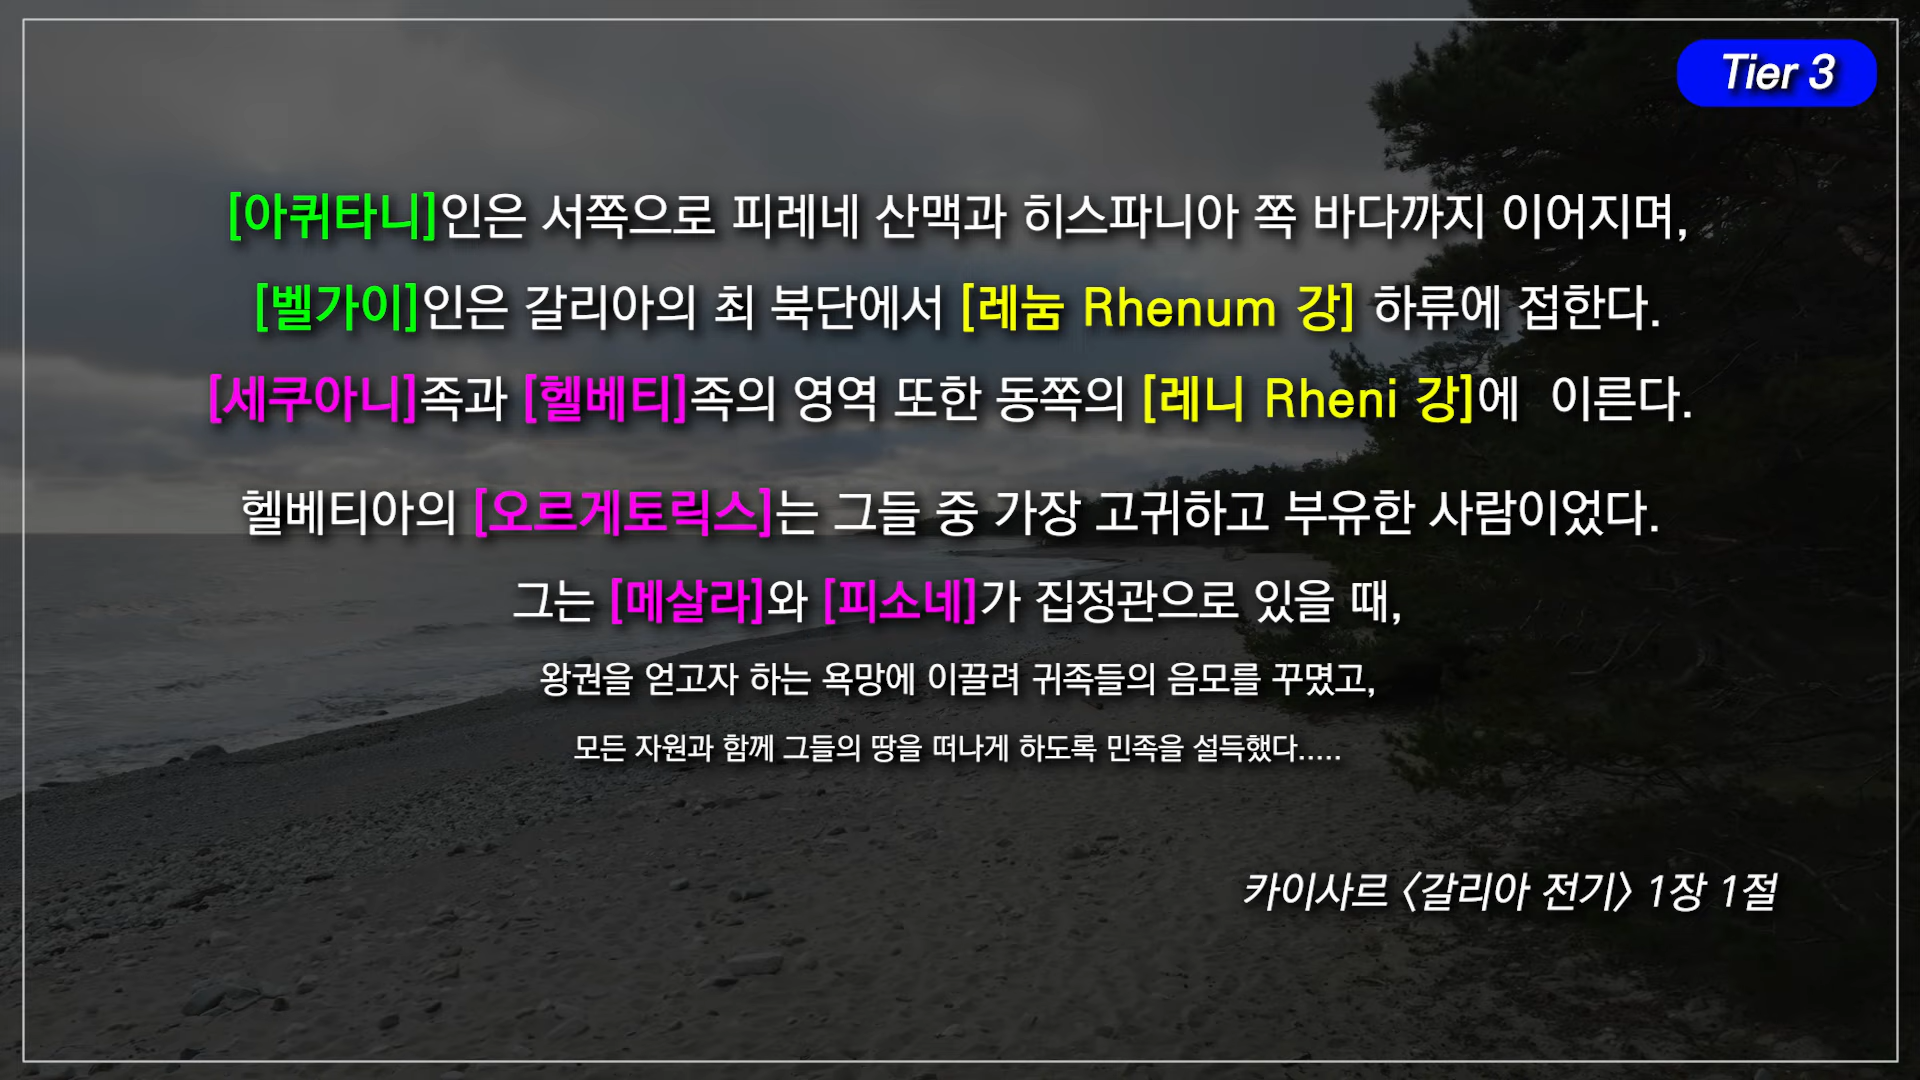 Tier 3
[아퀴타니]인은 서쪽으로 피레네 산맥과 히스파니아 쪽 바다까지 이어지며,
[벨가이]인은 갈리아의 최 북단에서 [레눔 Rhenum 강] 하류에 접한다.
[세쿠아니]족과 [헬베티]족의 영역 또한 동쪽의 [레니 Rheni 강]에 이른다.
헬베티아의 [오르게토릭스]는 그들 중 가장 고귀하고 부유한 사람이었다.
그는 [메살라]와 [피소네]가 집정관으로 있을 때,
왕권을 얻고자 하는 욕망에 이끌려 귀족들의 음모를 꾸몄고,
모든 자원과 함께 그들의 땅을 떠나게 하도록 민족을 설득했다.....
카이사르 <갈리아 전기> 1장 1절